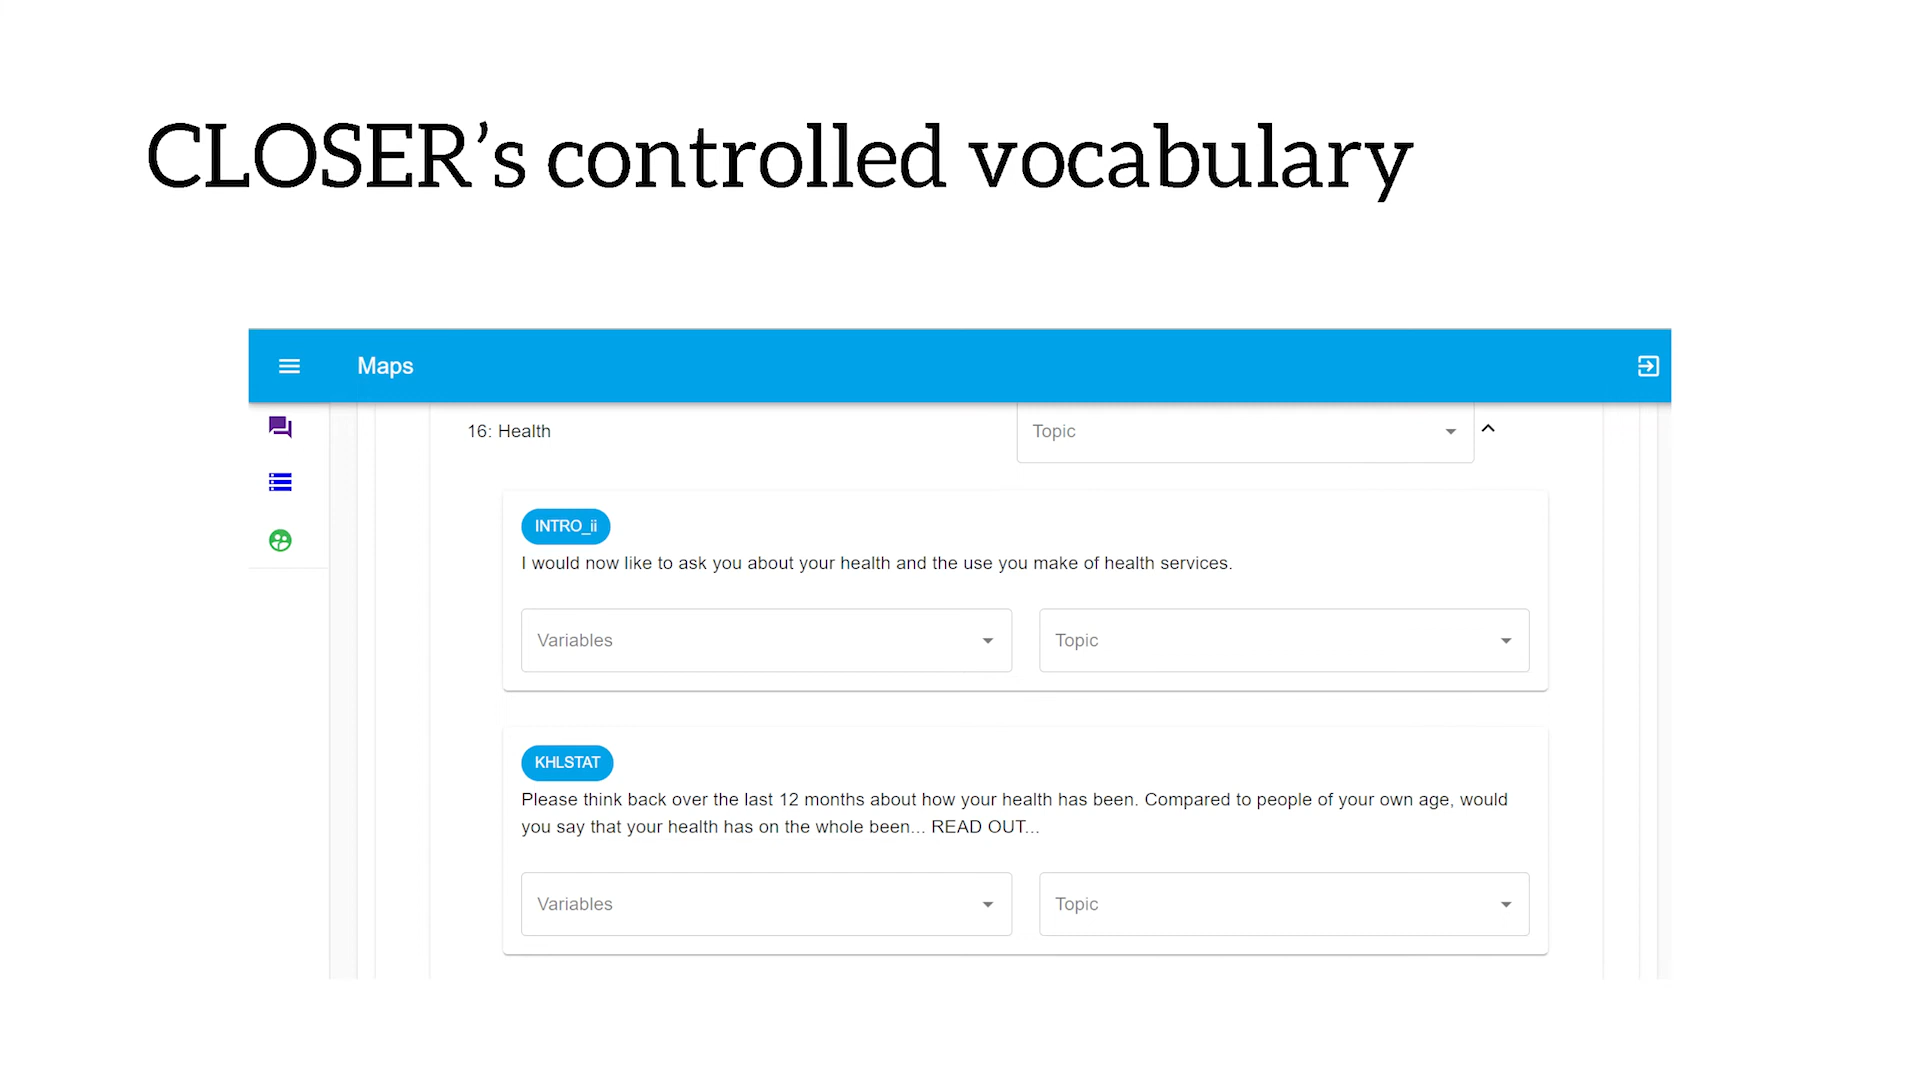 CLOSER’s controlled vocabulary
Maps
16: Health
Topic
INTRO_ii
I would now like to ask you about your health and the use you make of health services.
Variables
Topic
KHLSTAT
Please think back over the last 12 months about how your health has been. Compared to people of your own age, would
you say that your health has on the whole been... READ OUT...
Variables
Topic